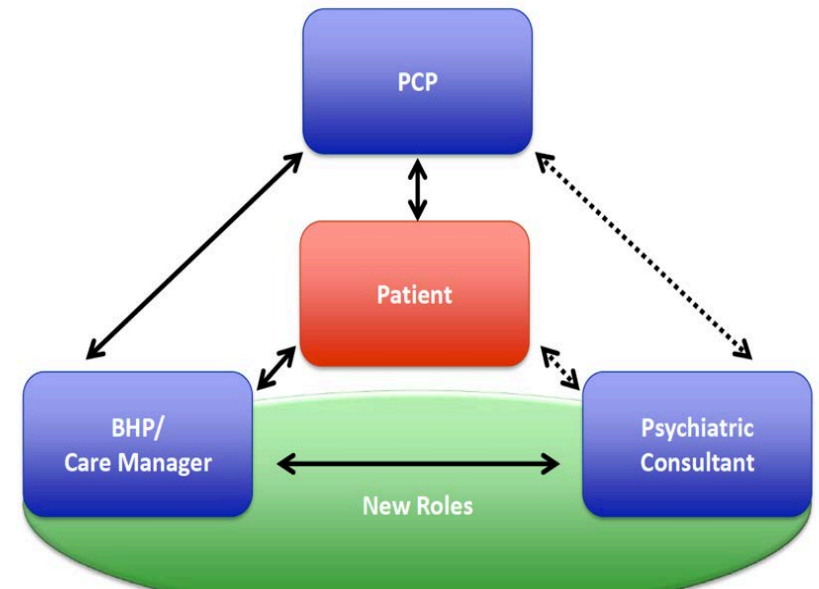 PCP
Patient
BHP/
Care Manager
Psychiatric
Consultant
New Roles